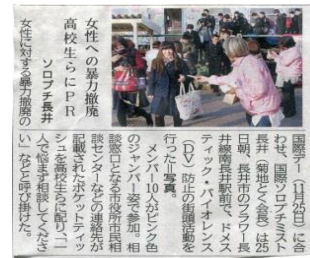 女性への暴力撤廃
高校生らにPR
ソロプチ長井
女性に対する暴力撤廃の
国際デー（11月25日）に合
わせ、国際ソロプチミスト
長井（菊地とく会長）は25
日朝、長井市のフラワー長
井線南長井駅前で、ドメス
ティック・バイオレンス
（DV）防止の街頭活動を
行った＝写真。
メンバー10人がピンク色
のジャンパー姿で参加。相
談窓口となる市役所市民相
談センターなどの連絡先が
記載されたポケットティッ
シュを高校生らに配り、「一
人で悩まず相談してくださ
い」などと呼び掛けた。